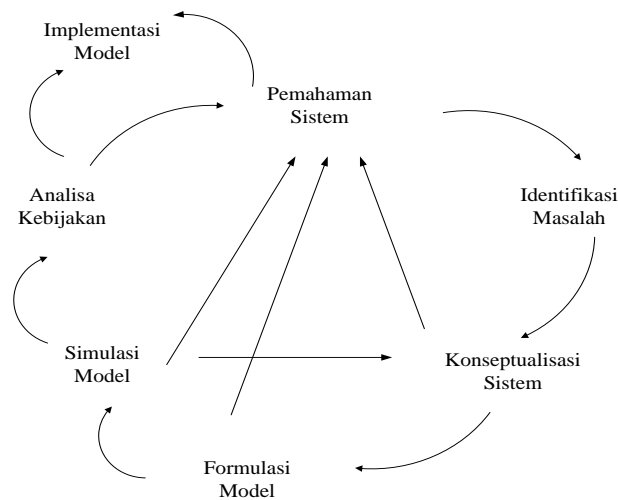 Implementasi
Model
Pemahaman
Sistem
Analisa
Kebijakan
Identifikasi
Masalah
Simulasi
Model
Konseptualisasi
Sistem
Formulasi
Model